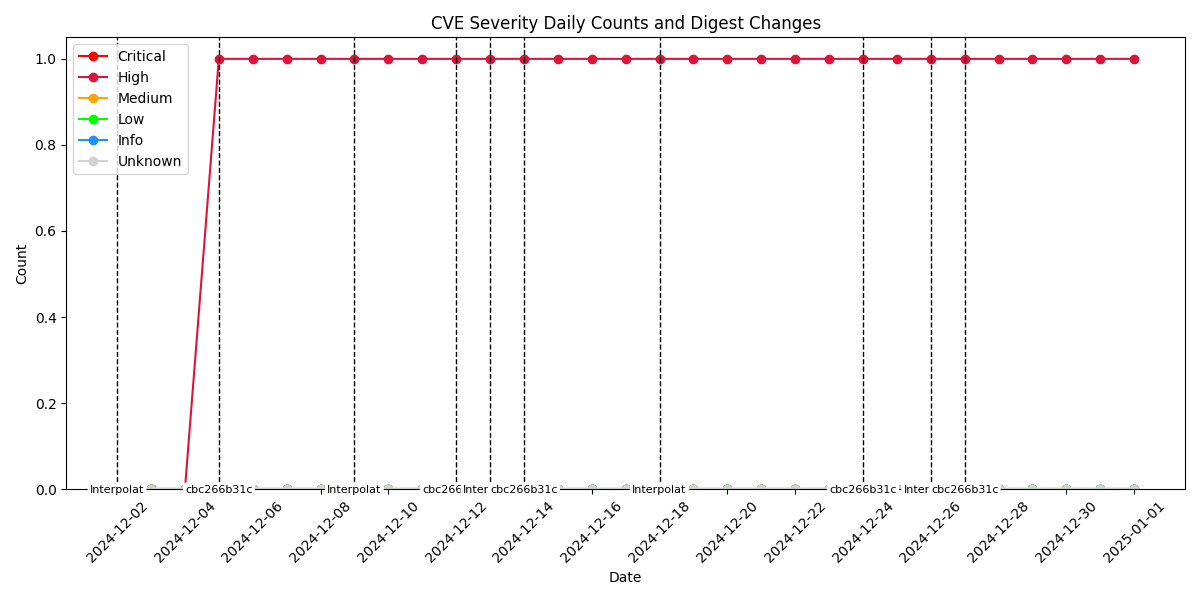 CVE Severity Daily Counts and Digest Changes
Critical
High
Medium
Low
Info
Unknown
Count
1.0
0.8
0.6
0.4
0.2
0.0
Interpolat
cbc266b31c
Interpolat
cbc266
Inter
cbc266b31c
Interpolat
cbc266b31c
Inter
cbc266b31c
2024-12-02
2024-12-04
2024-12-06
2024-12-08
2024-12-10
2024-12-12
2024-12-14
2024-12-16
2024-12-18
2024-12-20
2024-12-22
2024-12-24
2024-12-26
2024-12-28
2024-12-30
2025-01-01
Date